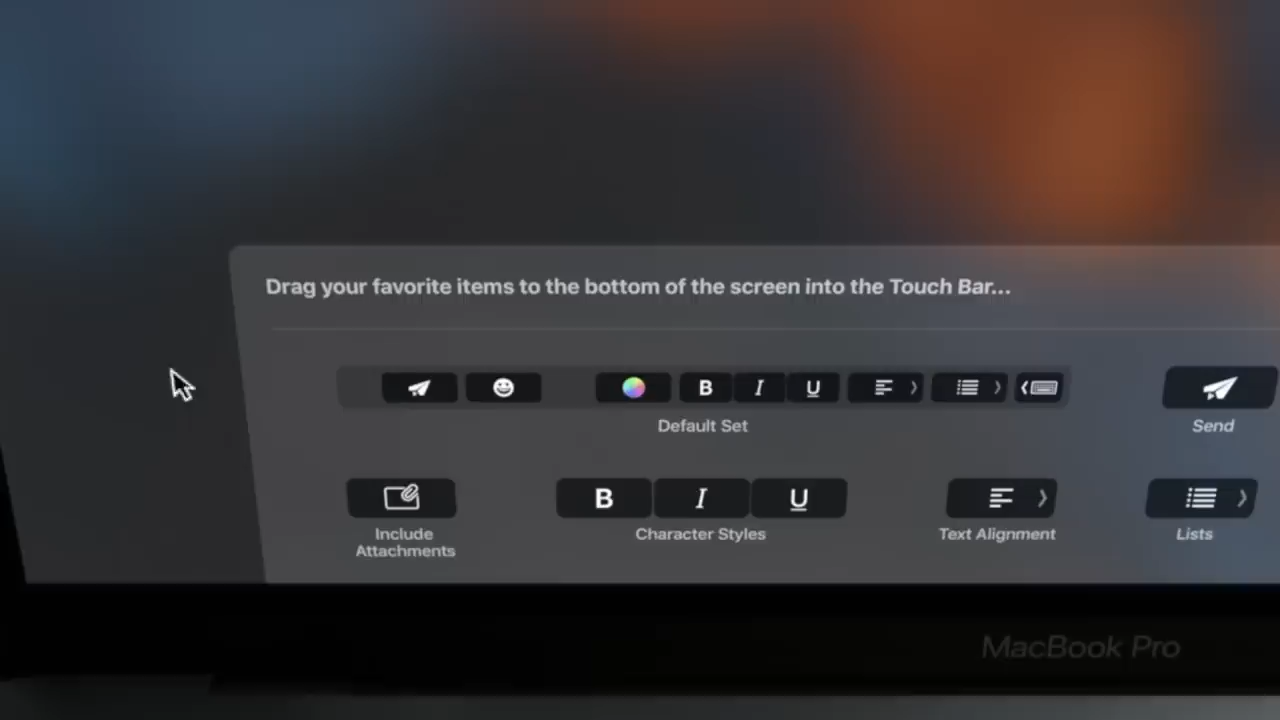 Drag your favorite items to the bottom of the screen into the Touch Bar...
B I U
Default Set
Send
B I U
Include
Attachments
Character Styles
Text Alignment
Lists
MacBook Pro